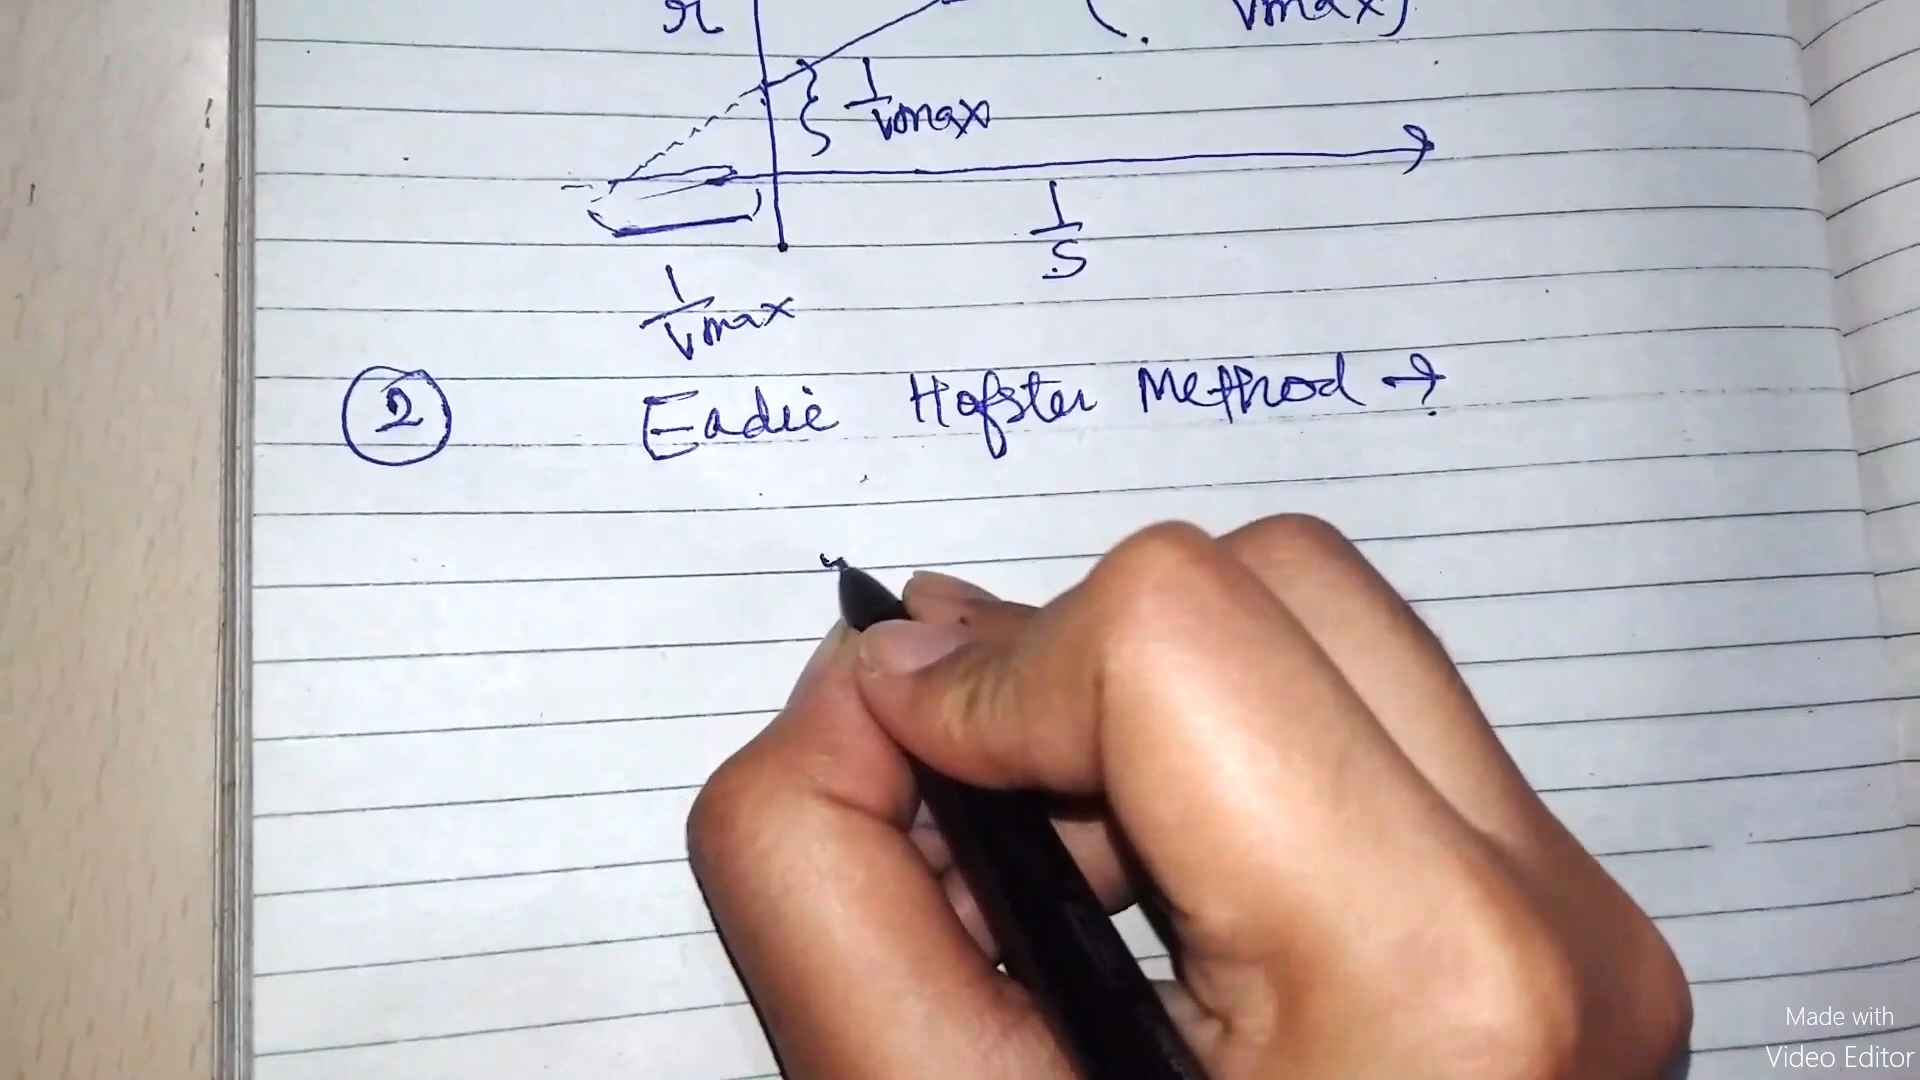 r
Vmax)
1
Vmax
1
S
1
Vmax
2 Eadie Hofster Method →
Made with
Video Editor